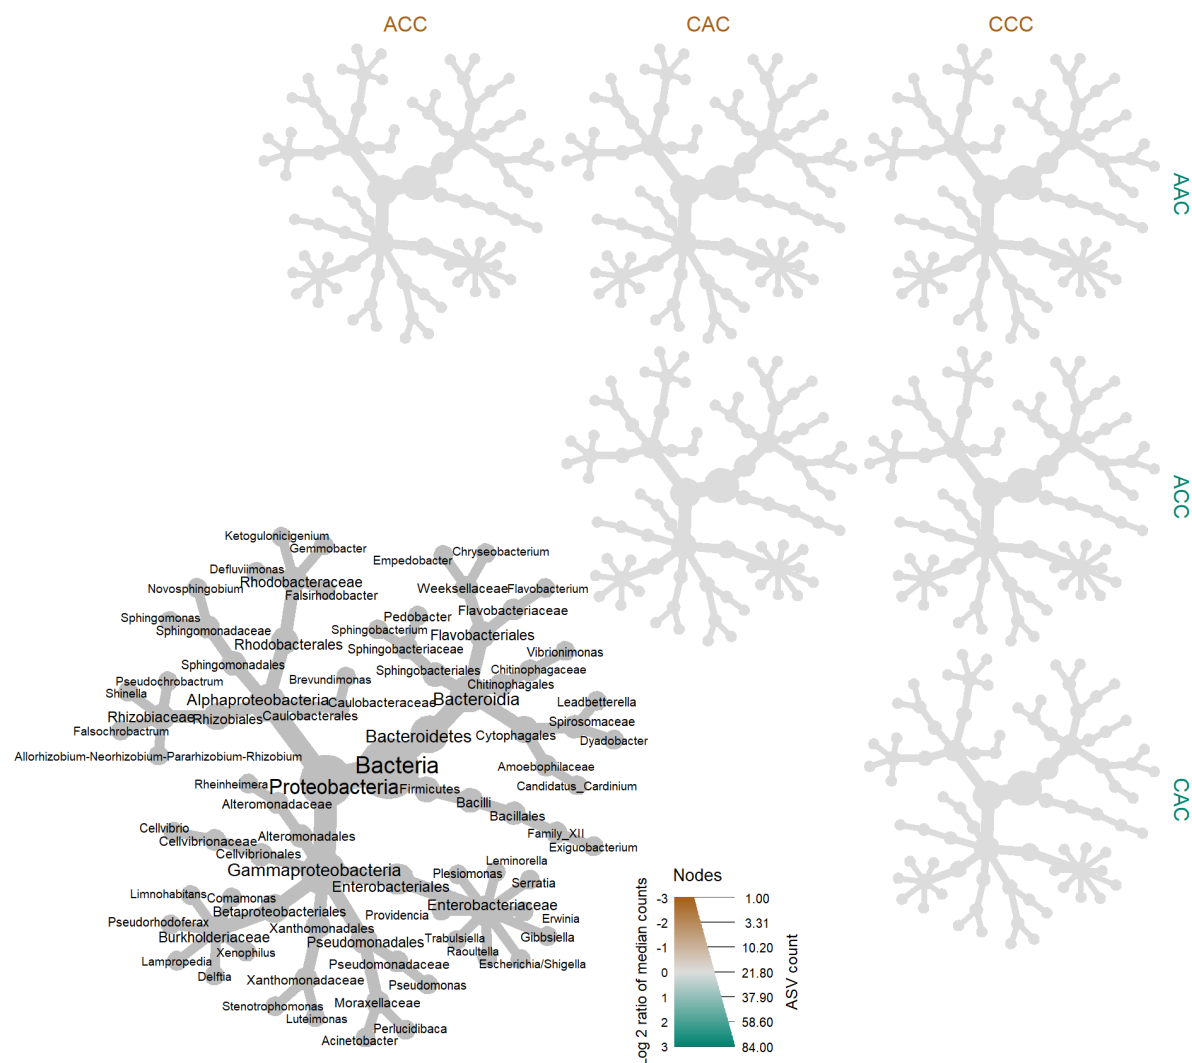 ACC
CAC
CCC
AAC
ACC
CAC
Ketogulonicigenium
Gemmobacter
Empedobacter
Chryseobacterium
Defluviimonas
Rhodobacteraceae
Falsirhodobacter
Novosphingobium
Weeksellaceae
Flavobacterium
Flavobacteriaceae
Pedobacter
Sphingobacterium
Flavobacteriales
Sphingomonas
Sphingomonadaceae
Rhodobacterales
Sphingobacteriaceae
Vibrionimonas
Sphingomonadales
Sphingobacteriales
Chitinophagaceae
Chitinophagales
Brevundimonas
Pseudochrobactrum
Shinella
Alphaproteobacteria
Caulobacteraceae
Bacteroidia
Leadbetterella
Rhizobiaceae
Rhizobiales
Caulobacterales
Spirosomaceae
Falsochrobactrum
Bacteroidetes
Cytophagales
Dyadobacter
Allorhizobium-Neorhizobium-Pararhizobium-Rhizobium
Bacteria
Amoebophilaceae
Rheinheimera
Proteobacteria
Firmicutes
Candidatus_Cardinium
Alteromonadaceae
Bacilli
Bacillales
Cellvibrio
Cellvibrionaceae
Alteromonadales
Family_XII
Exiguobacterium
Cellvibrionales
Leminorella
Gammaproteobacteria
Plesiomonas
Serratia
Enterobacteriales
Limnohabitans
Comamonas
Enterobacteriaceae
Betaproteobacteriales
Providencia
Erwinia
Pseudorhodoferax
Xanthomonadales
Burkholderiaceae
Pseudomonadales
Trabulsiella
Gibbsiella
Xenophilus
Raoultella
Lampropedia
Pseudomonadaceae
Escherichia/Shigella
Delftia
Xanthomonadaceae
Pseudomonas
Stenotrophomonas
Moraxellaceae
Luteimonas
Perlucidibaca
Acinetobacter
Nodes
-3 1.00
-2 3.31
-1 10.20
0 21.80
1 37.90
2 58.60
3 84.00
Log 2 ratio of median counts
ASV count